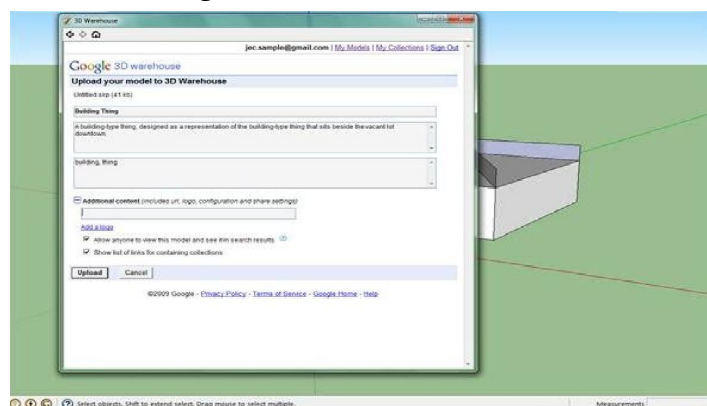 3D Warehouse
jec.sample@gmail.com | My Models | My Collections | Sign Out
Google 3D warehouse
Upload your model to 3D Warehouse
Untitled.skp (41 kb)
Building Thing
A building-type thing, designed as a representation of the building-type thing that sits beside the vacant lot
downtown.
building, thing
Additional content (includes url, logo, configuration and share settings)
Add a logo
Allow anyone to view this model and see it in search results
Show list of links for containing collections
Upload Cancel
©2009 Google - Privacy Policy - Terms of Service - Google Home - Help
Select objects. Shift to extend select. Drag mouse to select multiple. Measurements